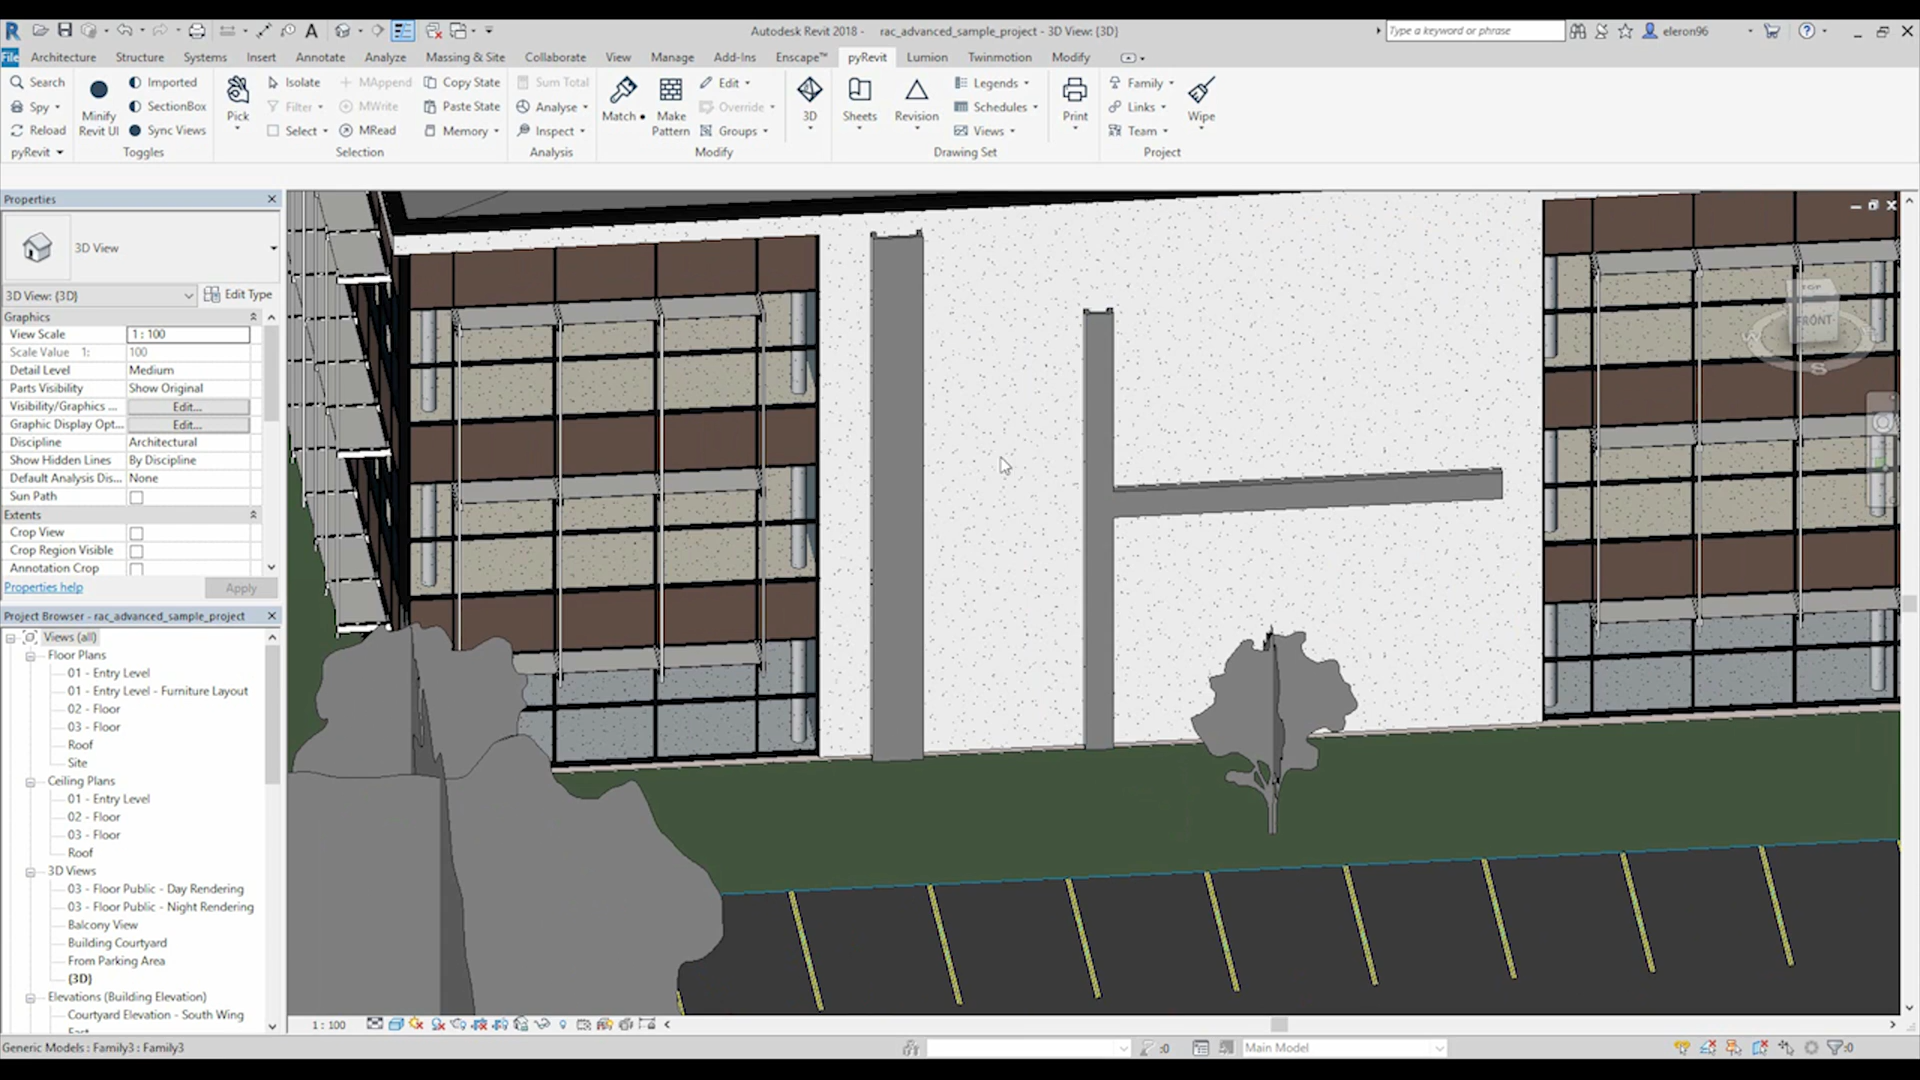 Autodesk Revit 2018 - rac_advanced_sample_project - 3D View: {3D}
Type a keyword or phrase
eleron96
File Architecture Structure Systems Insert Annotate Analyze Massing & Site Collaborate View Manage Add-Ins Enscape™ pyRevit Lumion Twinmotion Modify
Search
Spy
Reload
pyRevit
Minify Revit UI
Imported
SectionBox
Sync Views
Toggles
Pick
Isolate
Filter
Select
MAppend
MWrite
MRead
Copy State
Paste State
Memory
Selection
Sum Total
Analyse
Inspect
Analysis
Match
Make Pattern
Edit
Override
Groups
Modify
3D
Sheets
Revision
Legends
Schedules
Views
Drawing Set
Print
Family
Links
Team
Wipe
Project
Properties
3D View
3D View: {3D} Edit Type
Graphics
View Scale 1 : 100
Scale Value 1: 100
Detail Level Medium
Parts Visibility Show Original
Visibility/Graphics ... Edit...
Graphic Display Opt... Edit...
Discipline Architectural
Show Hidden Lines By Discipline
Default Analysis Dis... None
Sun Path
Extents
Crop View
Crop Region Visible
Annotation Crop
Properties help Apply
Project Browser - rac_advanced_sample_project
Views (all)
Floor Plans
01 - Entry Level
01 - Entry Level - Furniture Layout
02 - Floor
03 - Floor
Roof
Site
Ceiling Plans
01 - Entry Level
02 - Floor
03 - Floor
Roof
3D Views
03 - Floor Public - Day Rendering
03 - Floor Public - Night Rendering
Balcony View
Building Courtyard
From Parking Area
{3D}
Elevations (Building Elevation)
Courtyard Elevation - South Wing
East
TOP
FRONT
S
1 : 100
Generic Models : Family3 : Family3
:0
Main Model
:0